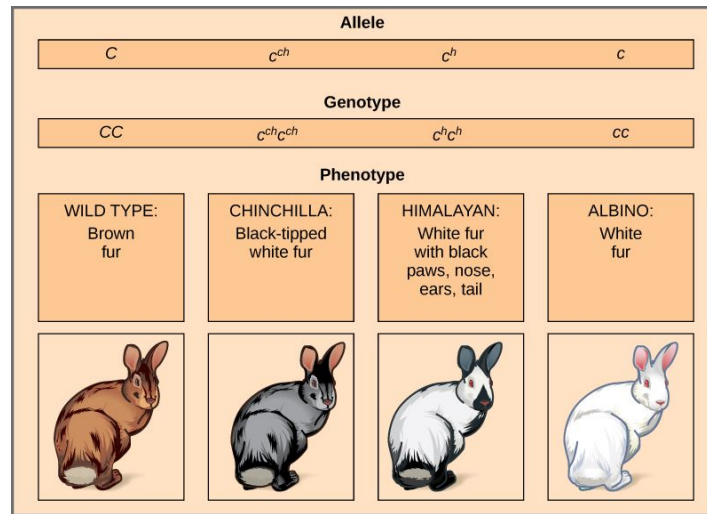 Allele
C c^ch c^h c
Genotype
CC c^chc^ch c^hc^h cc
Phenotype
WILD TYPE:
Brown
fur
CHINCHILLA:
Black-tipped
white fur
HIMALAYAN:
White fur
with black
paws, nose,
ears, tail
ALBINO:
White
fur